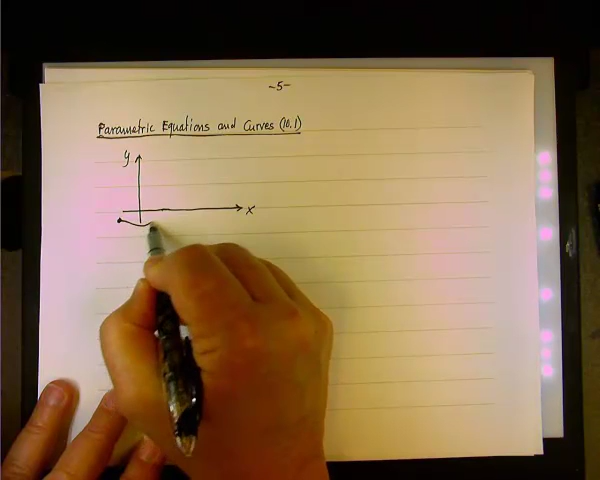 -5-
Parametric Equations and Curves (10.1)
y
x